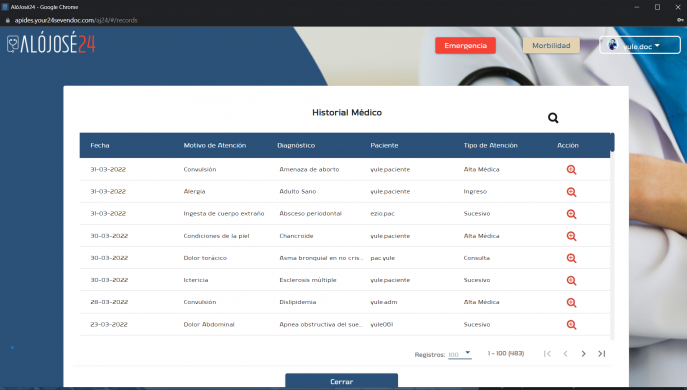 AlóJosé24 - Google Chrome
apides.your24sevendoc.com/aj24/#/records
ALÓJOSÉ24
Emergencia
Morbilidad
yule.doc
Historial Médico
Fecha Motivo de Atención Diagnóstico Paciente Tipo de Atención Acción
31-03-2022 Convulsión Amenaza de aborto yule.paciente Alta Médica
31-03-2022 Alergia Adulto Sano yule.paciente Ingreso
31-03-2022 Ingesta de cuerpo extraño Absceso periodontal ezio.pac Sucesivo
30-03-2022 Condiciones de la piel Chancroide yule.paciente Alta Médica
30-03-2022 Dolor torácico Asma bronquial en no cris... pac.yule Consulta
30-03-2022 Ictericia Esclerosis múltiple yule.paciente Sucesivo
28-03-2022 Convulsión Dislipidemia yule.adm Alta Médica
23-03-2022 Dolor Abdominal Apnea obstructiva del sue... yule061 Sucesivo
Registros: 100 1 - 100 (483)
Cerrar